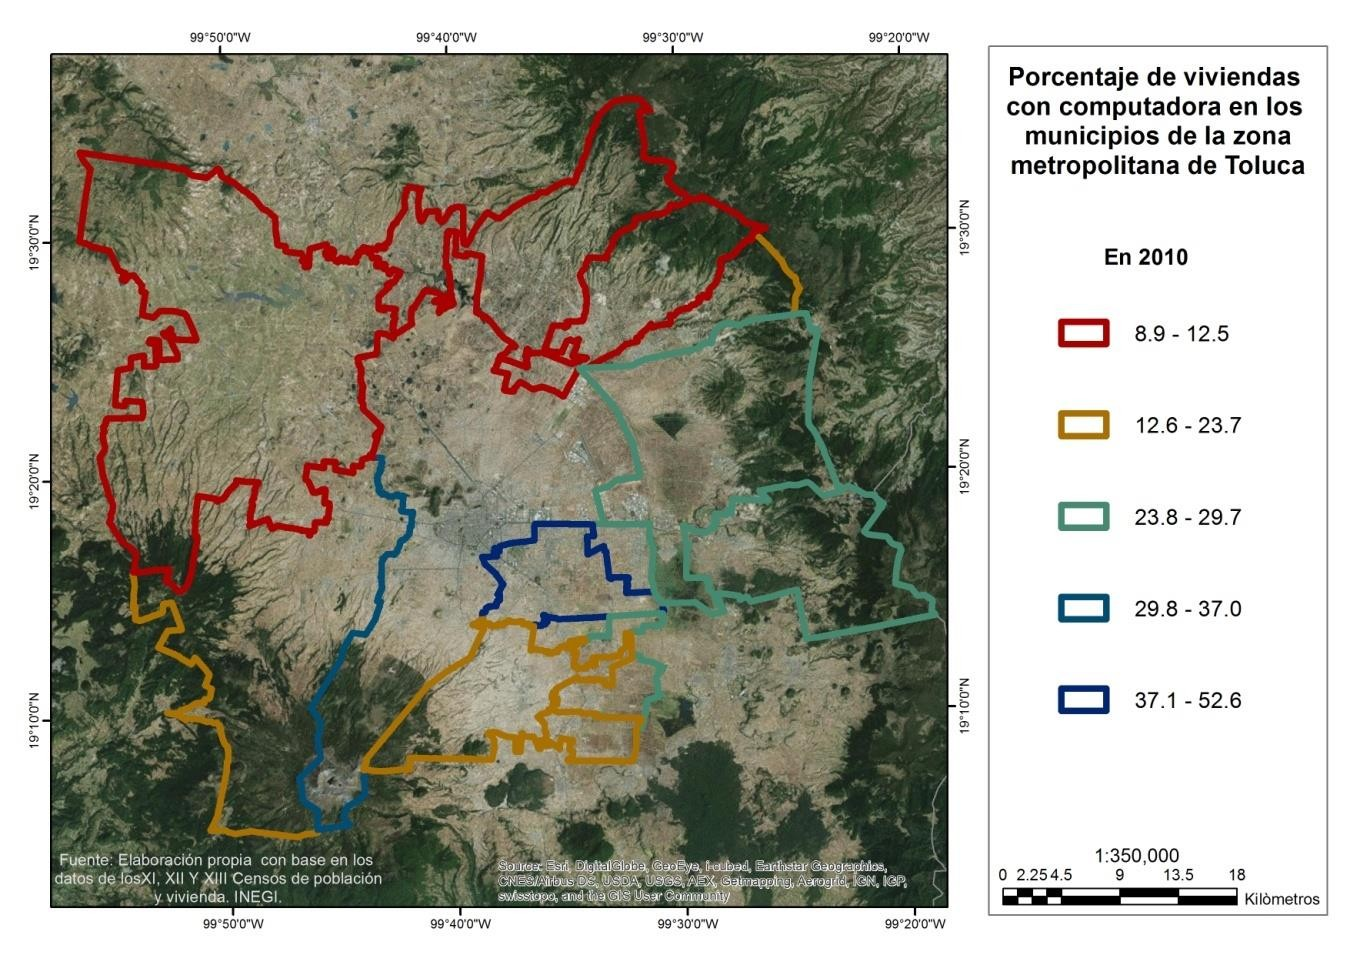 99°50'0"W
99°40'0"W
99°30'0"W
99°20'0"W
19°30'0"N
19°20'0"N
19°10'0"N
19°30'0"N
19°20'0"N
19°10'0"N
99°50'0"W
99°40'0"W
99°30'0"W
99°20'0"W
Fuente: Elaboración propia con base en los
datos de losXI, XII Y XIII Censos de población
y vivienda. INEGI.
Source: Esri, DigitalGlobe, GeoEye, i-cubed, Earthstar Geographics,
CNES/Airbus DS, USDA, USGS, AEX, Getmapping, Aerogrid, IGN, IGP,
swisstopo, and the GIS User Community
Porcentaje de viviendas
con computadora en los
municipios de la zona
metropolitana de Toluca
En 2010
8.9 - 12.5
12.6 - 23.7
23.8 - 29.7
29.8 - 37.0
37.1 - 52.6
1:350,000
0 2.25 4.5 9 13.5 18
Kilòmetros